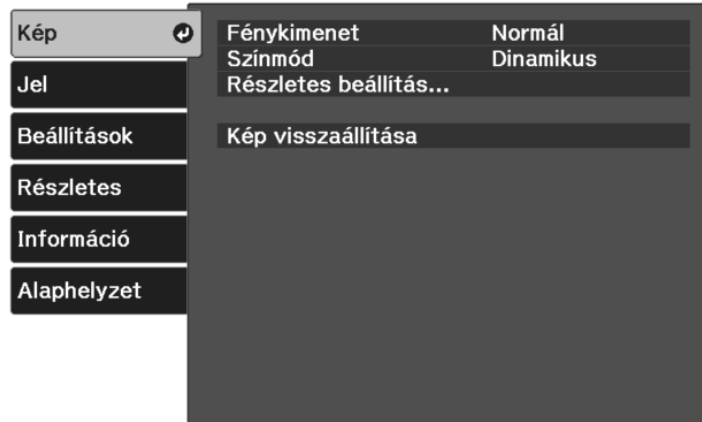 Kép
Jel
Beállítások
Részletes
Információ
Alaphelyzet
Fénykimenet Normál
Színmód Dinamikus
Részletes beállítás...
Kép visszaállítása